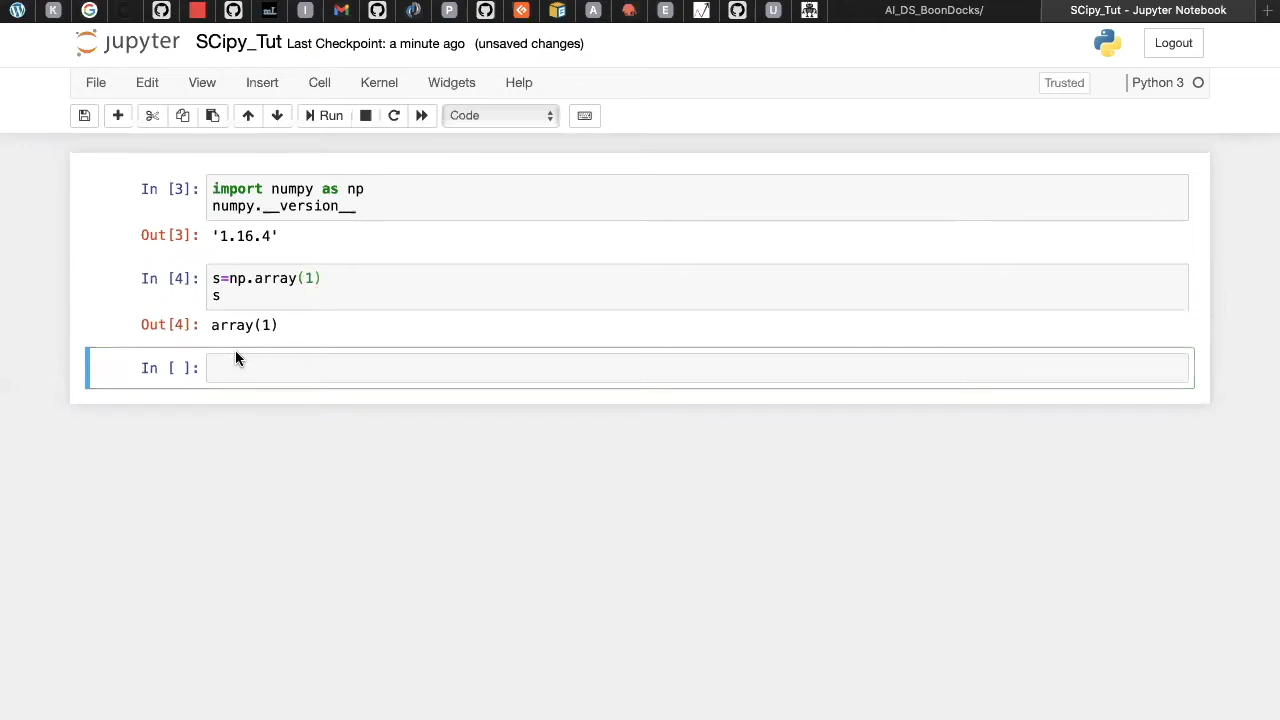 K G I P A E U AI_DS_BoonDocks/ SCipy_Tut - Jupyter Notebook
jupyter SCipy_Tut Last Checkpoint: a minute ago (unsaved changes) Logout
File Edit View Insert Cell Kernel Widgets Help Trusted Python 3
Run Code
In [3]: import numpy as np
numpy.__version__
Out[3]: '1.16.4'
In [4]: s=np.array(1)
s
Out[4]: array(1)
In [ ]: